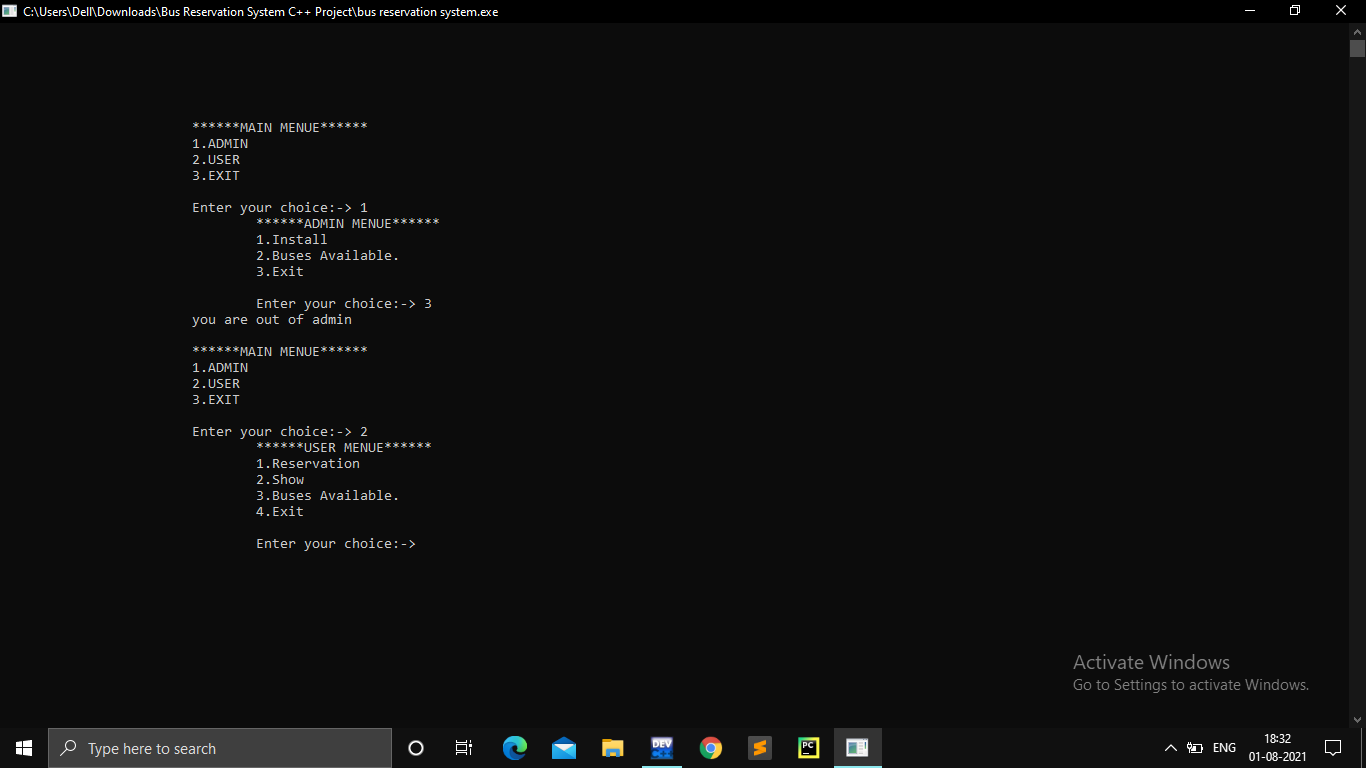 C:\Users\Dell\Downloads\Bus Reservation System C++ Project\bus reservation system.exe
******MAIN MENUE******
1.ADMIN
2.USER
3.EXIT
Enter your choice:-> 1
******ADMIN MENUE******
1.Install
2.Buses Available.
3.Exit
Enter your choice:-> 3
you are out of admin
******MAIN MENUE******
1.ADMIN
2.USER
3.EXIT
Enter your choice:-> 2
******USER MENUE******
1.Reservation
2.Show
3.Buses Available.
4.Exit
Enter your choice:->
Activate Windows
Go to Settings to activate Windows.
Type here to search
DEV
PC
ENG
18:32
01-08-2021